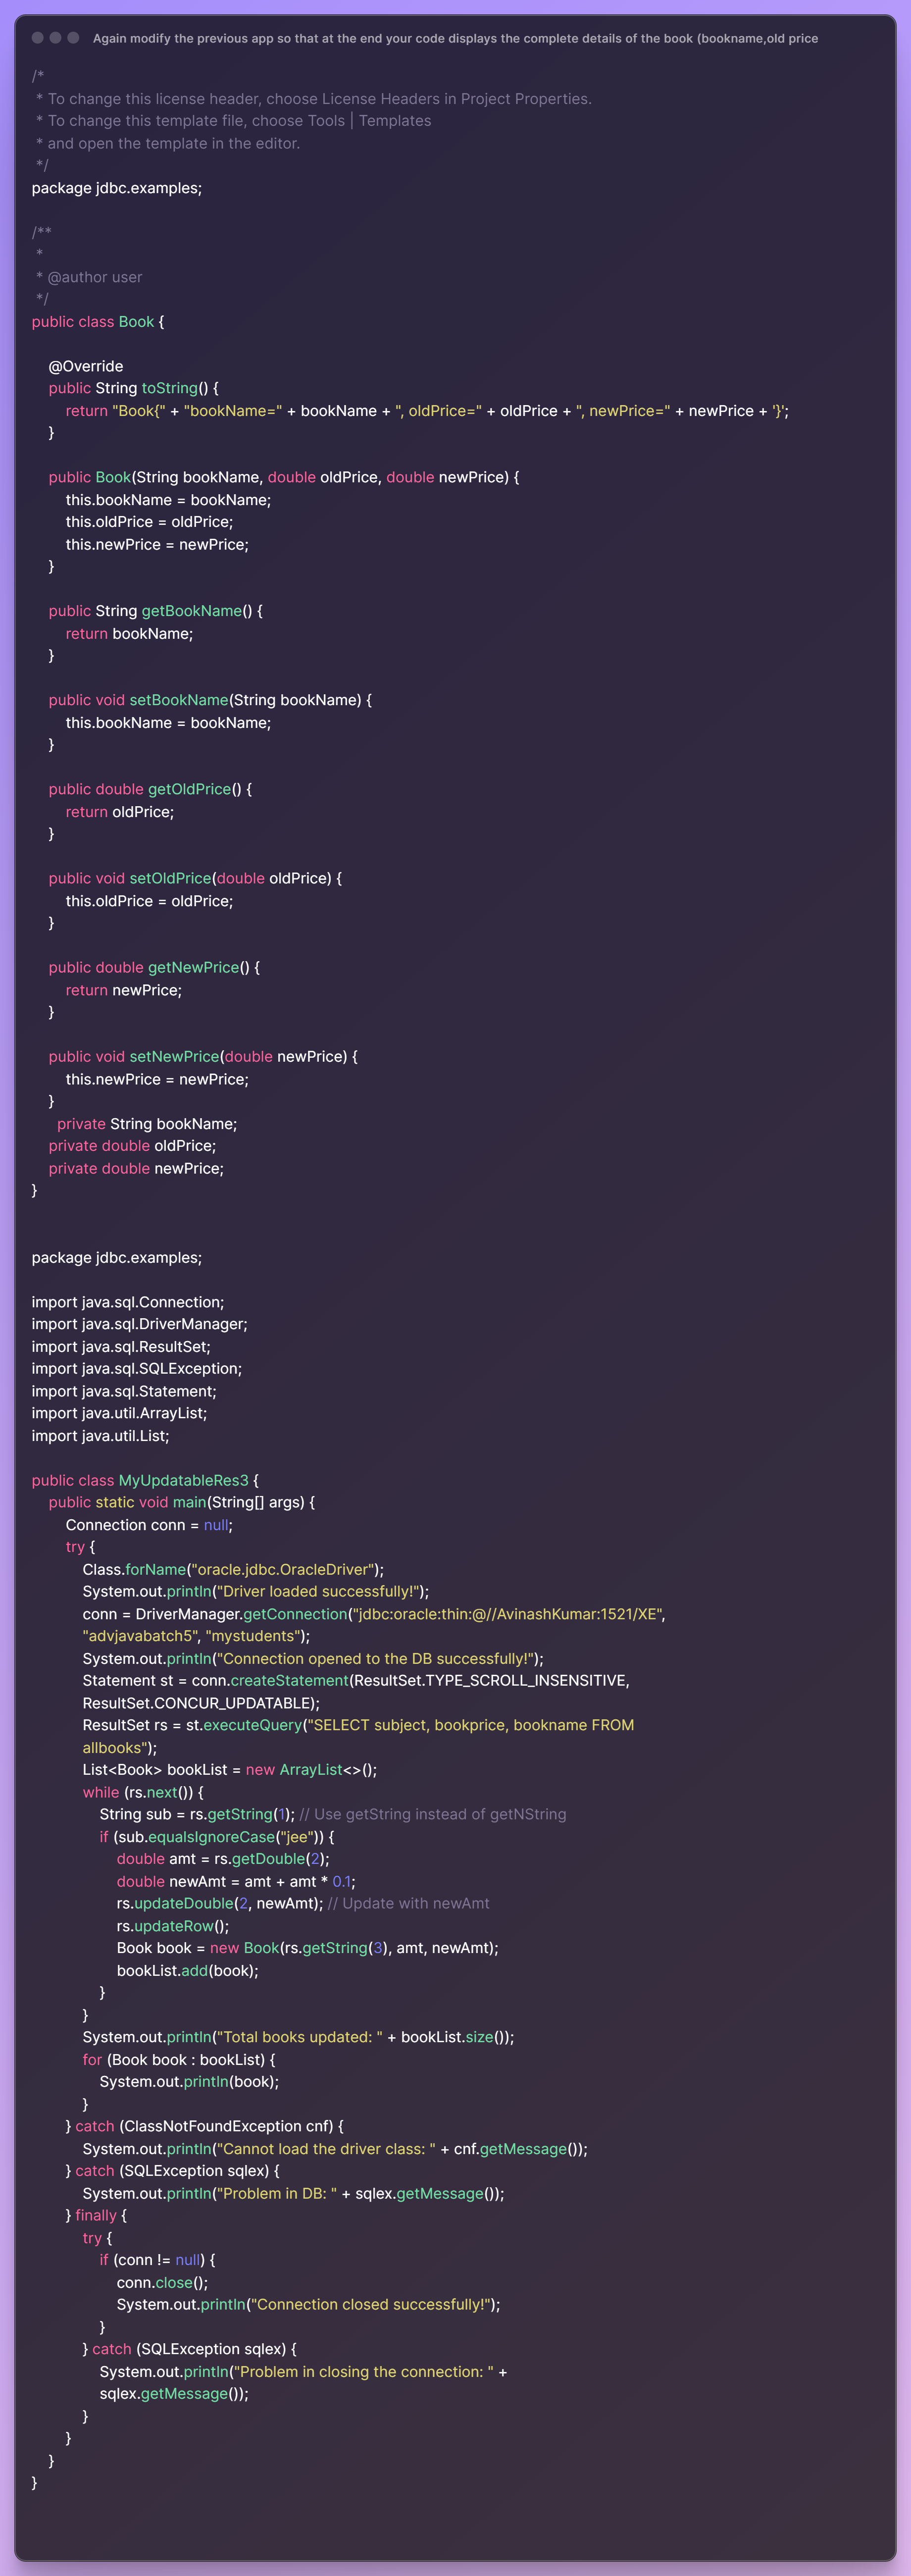 Again modify the previous app so that at the end your code displays the complete details of the book (bookname,old price
/*
 * To change this license header, choose License Headers in Project Properties.
 * To change this template file, choose Tools | Templates
 * and open the template in the editor.
 */
package jdbc.examples;

/**
 *
 * @author user
 */
public class Book {

    @Override
    public String toString() {
        return "Book{" + "bookName=" + bookName + ", oldPrice=" + oldPrice + ", newPrice=" + newPrice + '}';
    }

    public Book(String bookName, double oldPrice, double newPrice) {
        this.bookName = bookName;
        this.oldPrice = oldPrice;
        this.newPrice = newPrice;
    }

    public String getBookName() {
        return bookName;
    }

    public void setBookName(String bookName) {
        this.bookName = bookName;
    }

    public double getOldPrice() {
        return oldPrice;
    }

    public void setOldPrice(double oldPrice) {
        this.oldPrice = oldPrice;
    }

    public double getNewPrice() {
        return newPrice;
    }

    public void setNewPrice(double newPrice) {
        this.newPrice = newPrice;
    }
      private String bookName;
    private double oldPrice;
    private double newPrice;
}


package jdbc.examples;

import java.sql.Connection;
import java.sql.DriverManager;
import java.sql.ResultSet;
import java.sql.SQLException;
import java.sql.Statement;
import java.util.ArrayList;
import java.util.List;

public class MyUpdatableRes3 {
    public static void main(String[] args) {
        Connection conn = null;
        try {
            Class.forName("oracle.jdbc.OracleDriver");
            System.out.println("Driver loaded successfully!");
            conn = DriverManager.getConnection("jdbc:oracle:thin:@//AvinashKumar:1521/XE",
            "advjavabatch5", "mystudents");
            System.out.println("Connection opened to the DB successfully!");
            Statement st = conn.createStatement(ResultSet.TYPE_SCROLL_INSENSITIVE,
            ResultSet.CONCUR_UPDATABLE);
            ResultSet rs = st.executeQuery("SELECT subject, bookprice, bookname FROM
            allbooks");
            List<Book> bookList = new ArrayList<>();
            while (rs.next()) {
                String sub = rs.getString(1); // Use getString instead of getNString
                if (sub.equalsIgnoreCase("jee")) {
                    double amt = rs.getDouble(2);
                    double newAmt = amt + amt * 0.1;
                    rs.updateDouble(2, newAmt); // Update with newAmt
                    rs.updateRow();
                    Book book = new Book(rs.getString(3), amt, newAmt);
                    bookList.add(book);
                }
            }
            System.out.println("Total books updated: " + bookList.size());
            for (Book book : bookList) {
                System.out.println(book);
            }
        } catch (ClassNotFoundException cnf) {
            System.out.println("Cannot load the driver class: " + cnf.getMessage());
        } catch (SQLException sqlex) {
            System.out.println("Problem in DB: " + sqlex.getMessage());
        } finally {
            try {
                if (conn != null) {
                    conn.close();
                    System.out.println("Connection closed successfully!");
                }
            } catch (SQLException sqlex) {
                System.out.println("Problem in closing the connection: " +
                sqlex.getMessage());
            }
        }
    }
}